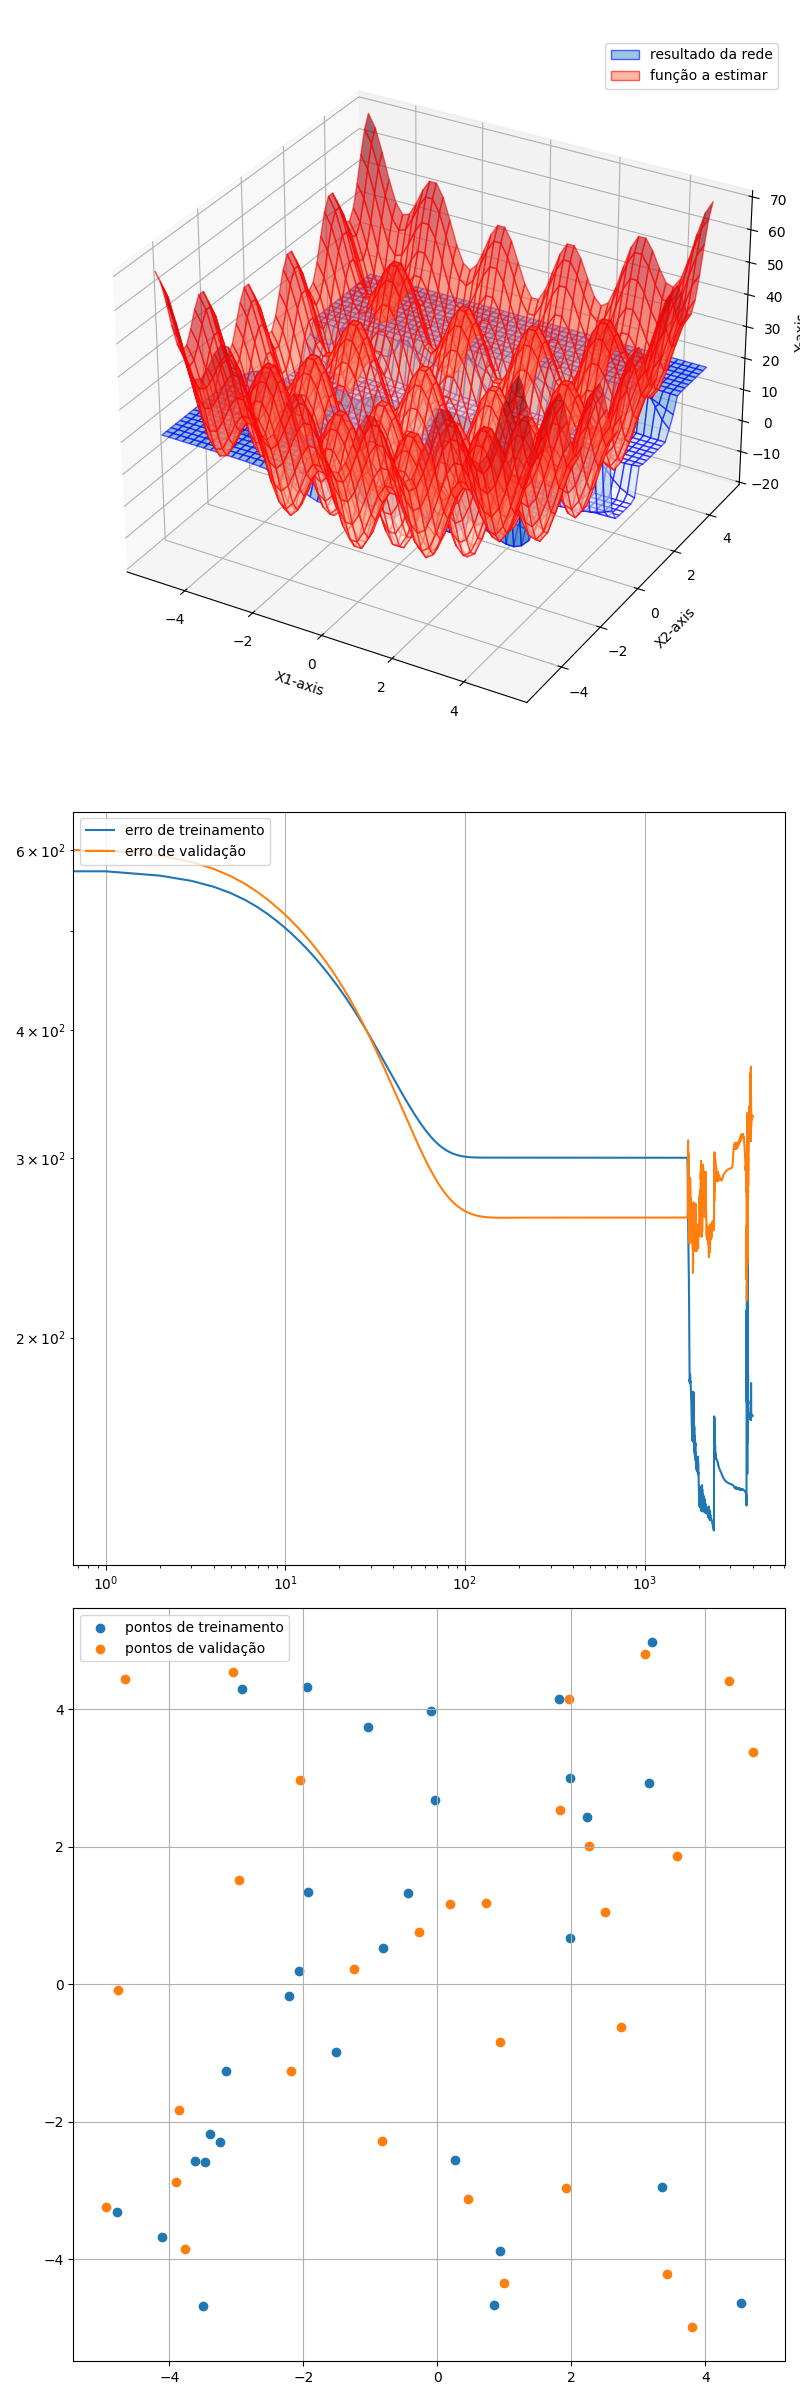 resultado da rede
função a estimar
70
60
50
40
30
20
10
0
−10
−20
4
2
0
−2
−4
X2-axis
−4
−2
0
2
4
X1-axis
erro de treinamento
erro de validação
6 × 10²
4 × 10²
3 × 10²
2 × 10²
10⁰
10¹
10²
10³
pontos de treinamento
pontos de validação
4
2
0
−2
−4
−4
−2
0
2
4